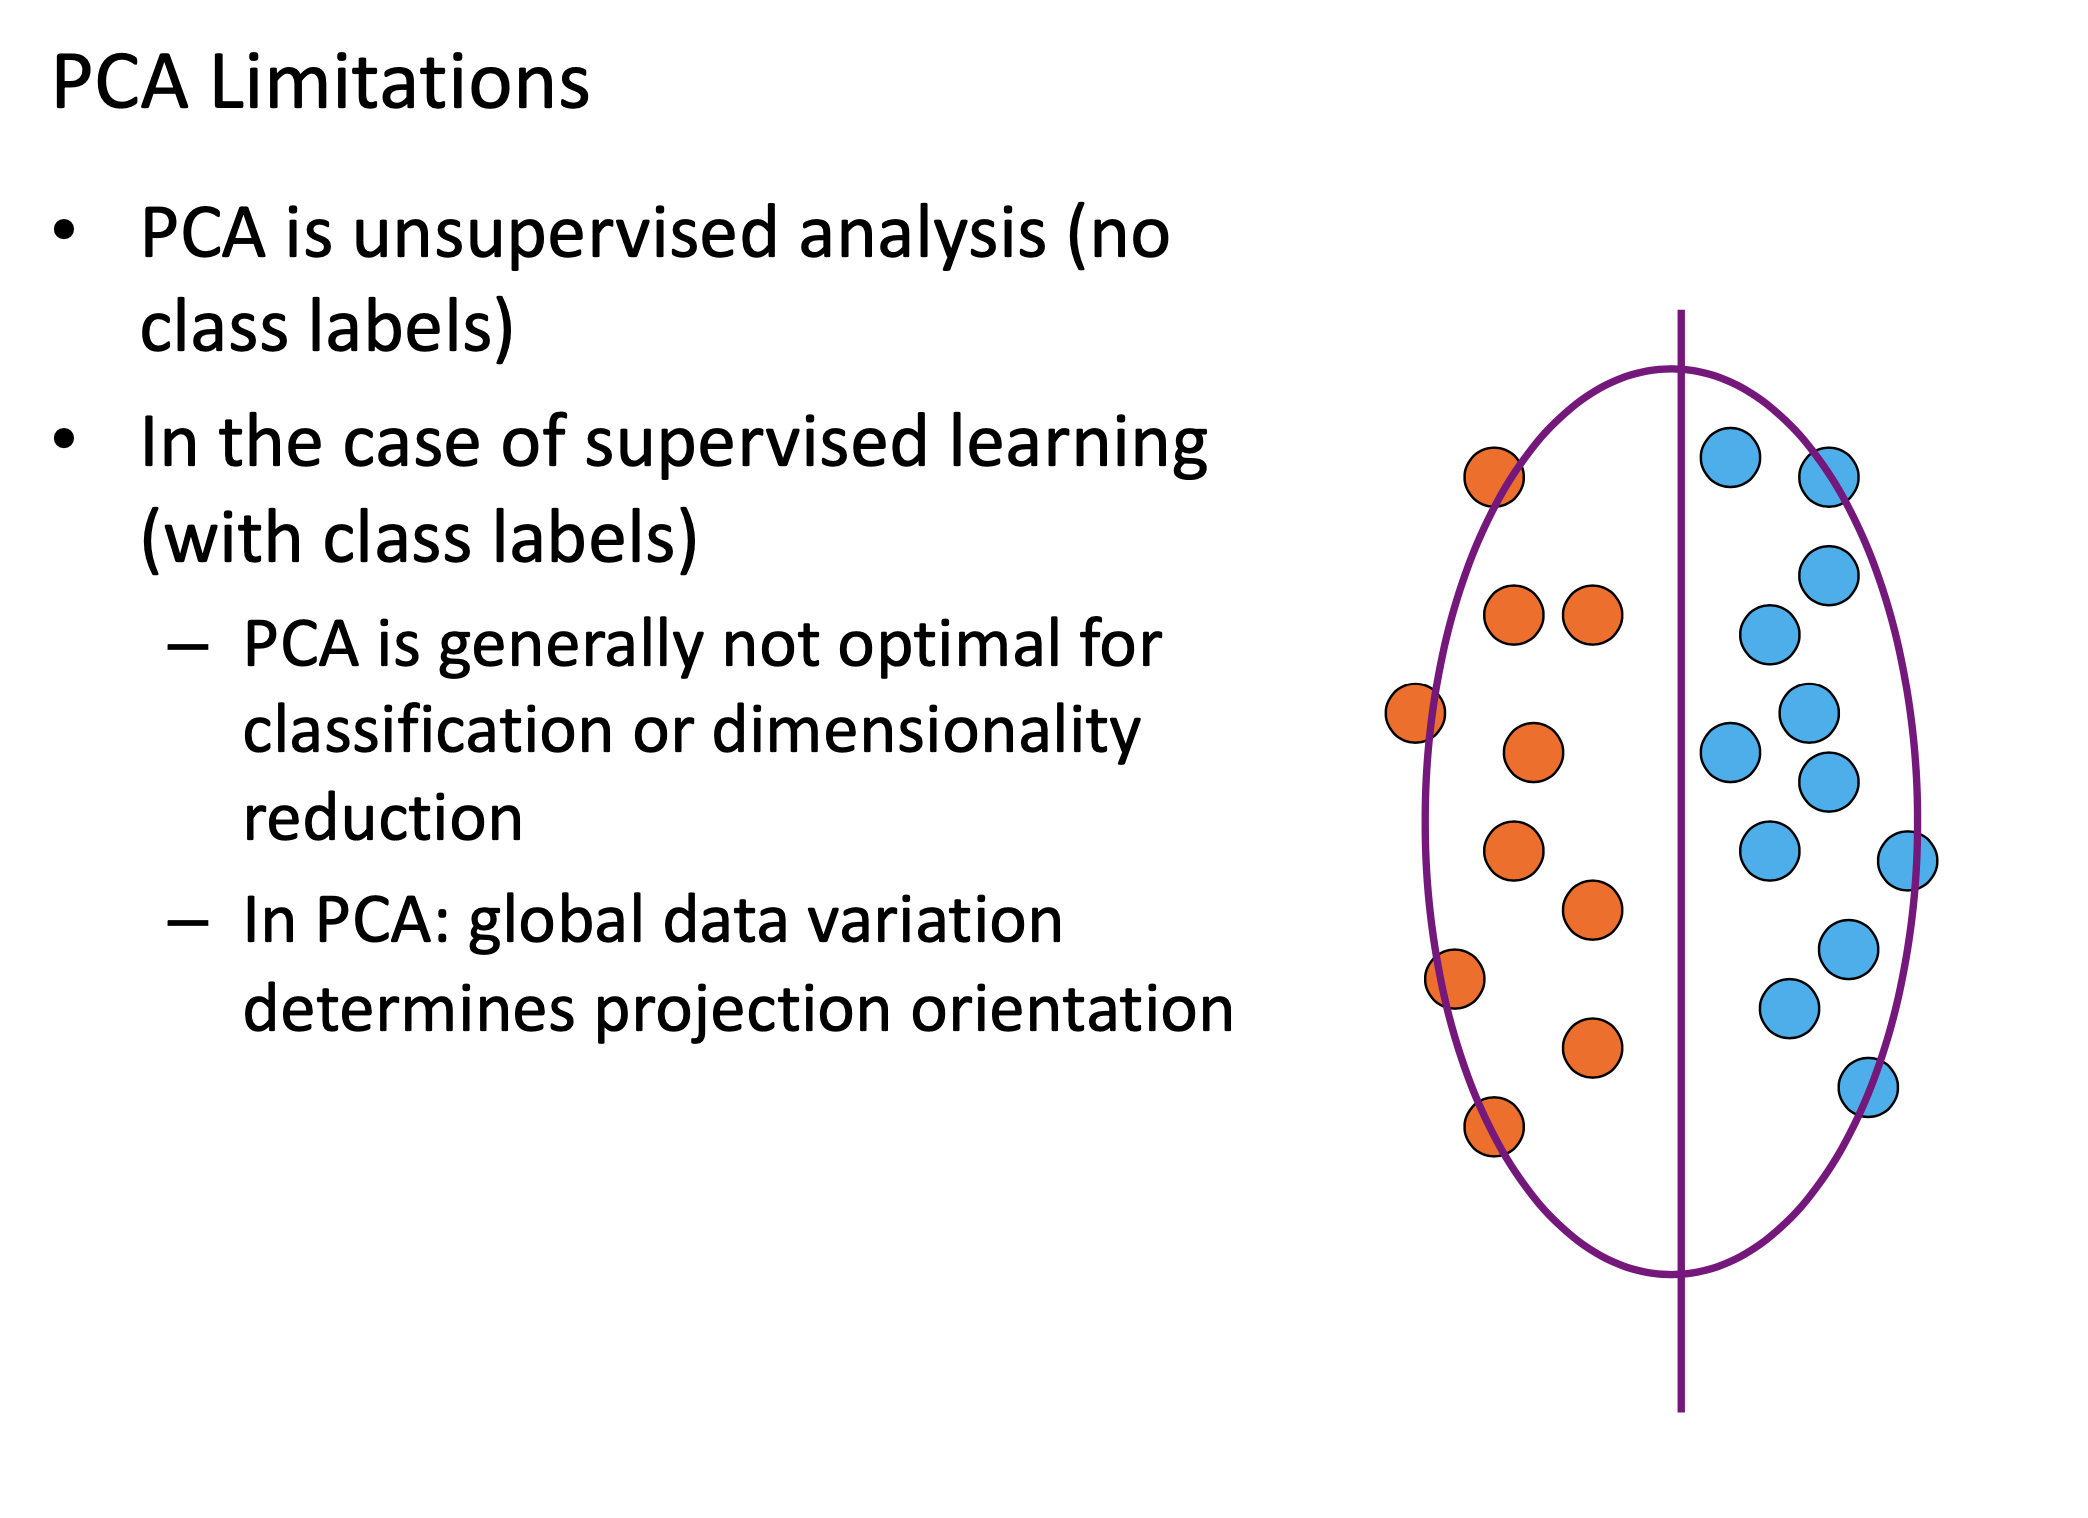 PCA Limitations
• PCA is unsupervised analysis (no
class labels)
• In the case of supervised learning
(with class labels)
– PCA is generally not optimal for
classification or dimensionality
reduction
– In PCA: global data variation
determines projection orientation